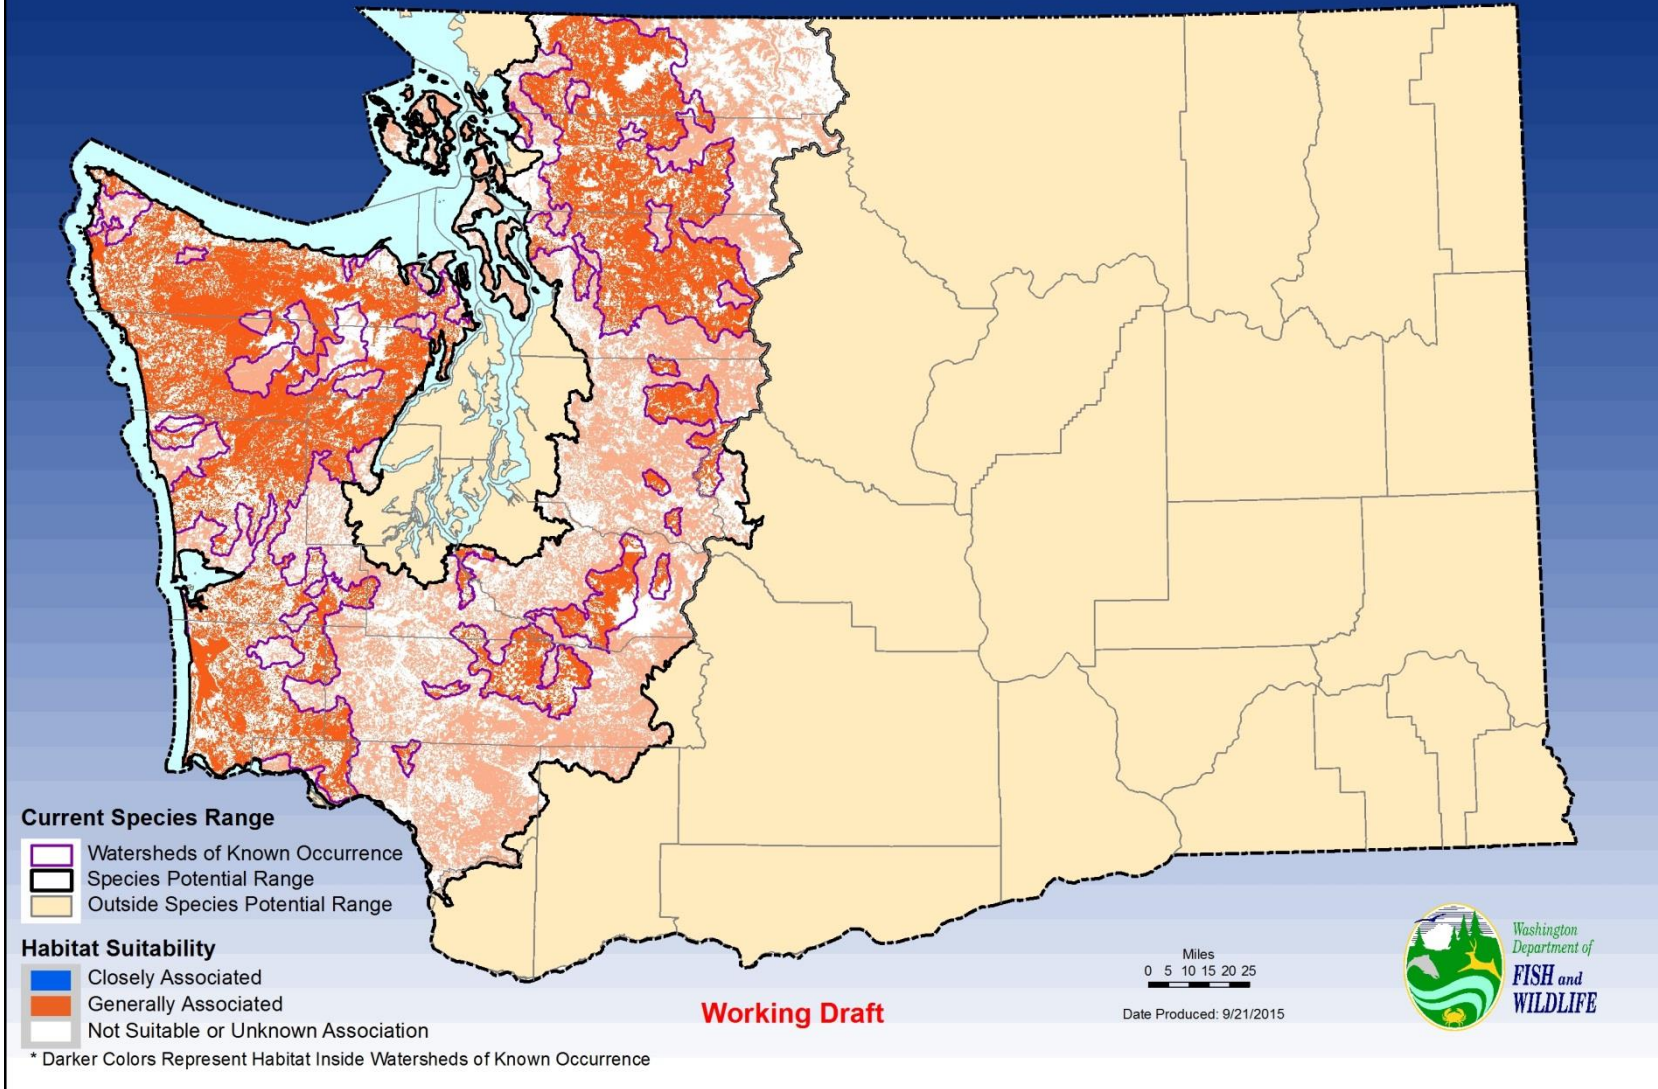 Current Species Range
Watersheds of Known Occurrence
Species Potential Range
Outside Species Potential Range
Habitat Suitability
Closely Associated
Generally Associated
Not Suitable or Unknown Association
* Darker Colors Represent Habitat Inside Watersheds of Known Occurrence
Working Draft
Miles
0 5 10 15 20 25
Date Produced: 9/21/2015
Washington
Department of
FISH and
WILDLIFE